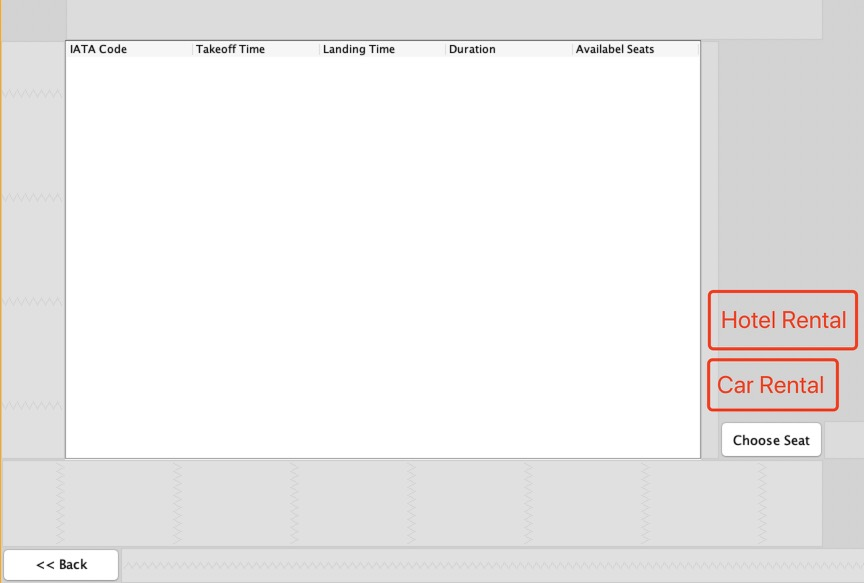 IATA Code Takeoff Time Landing Time Duration Availabel Seats
Hotel Rental
Car Rental
Choose Seat
<< Back